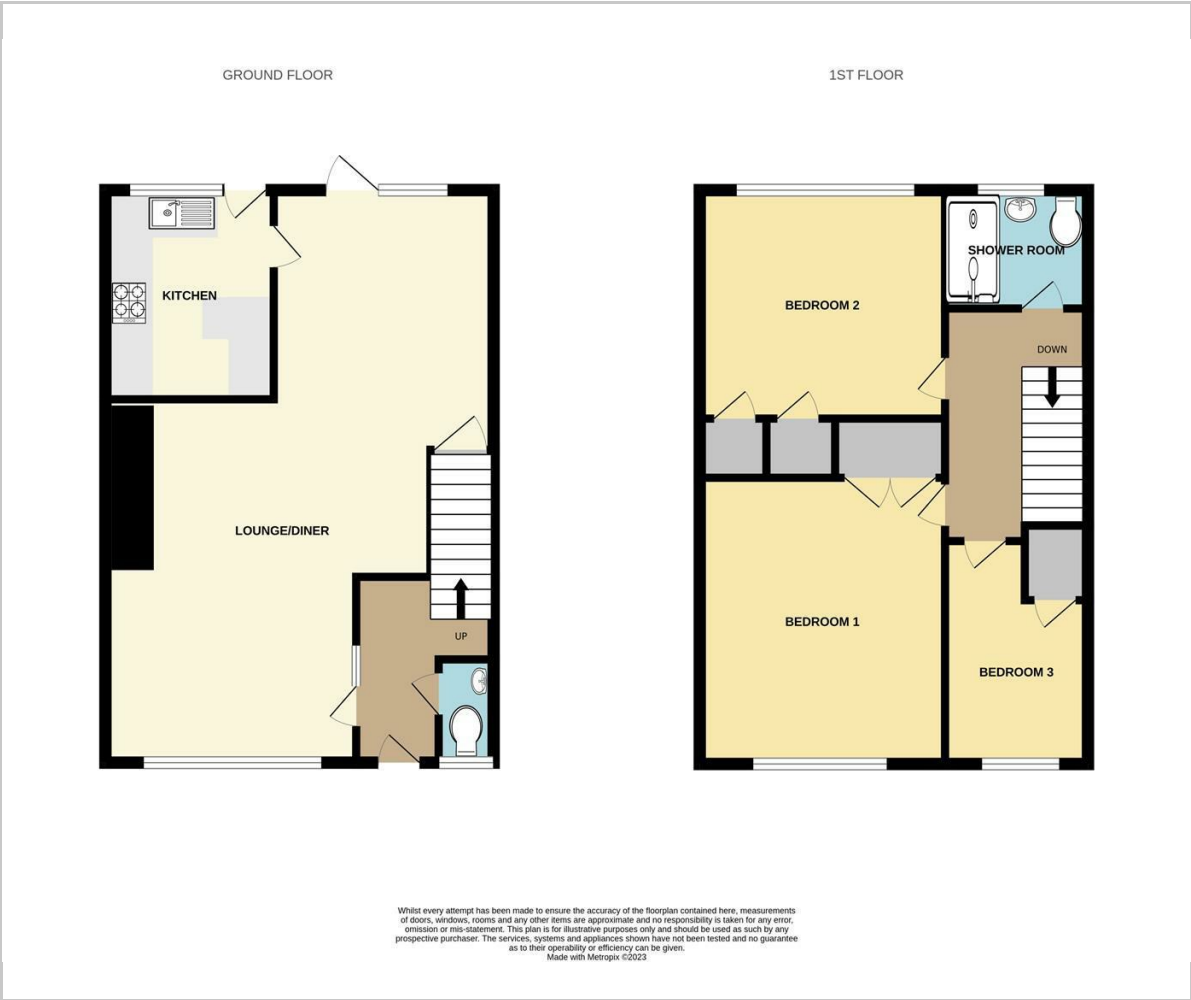 GROUND FLOOR
1ST FLOOR
KITCHEN
LOUNGE/DINER
UP
BEDROOM 2
SHOWER ROOM
DOWN
BEDROOM 1
BEDROOM 3
Whilst every attempt has been made to ensure the accuracy of the floorplan contained here, measurements
of doors, windows, rooms and any other items are approximate and no responsibility is taken for any error,
omission or mis-statement. This plan is for illustrative purposes only and should be used as such by any
prospective purchaser. The services, systems and appliances shown have not been tested and no guarantee
as to their operability or efficiency can be given.
Made with Metropix ©2023